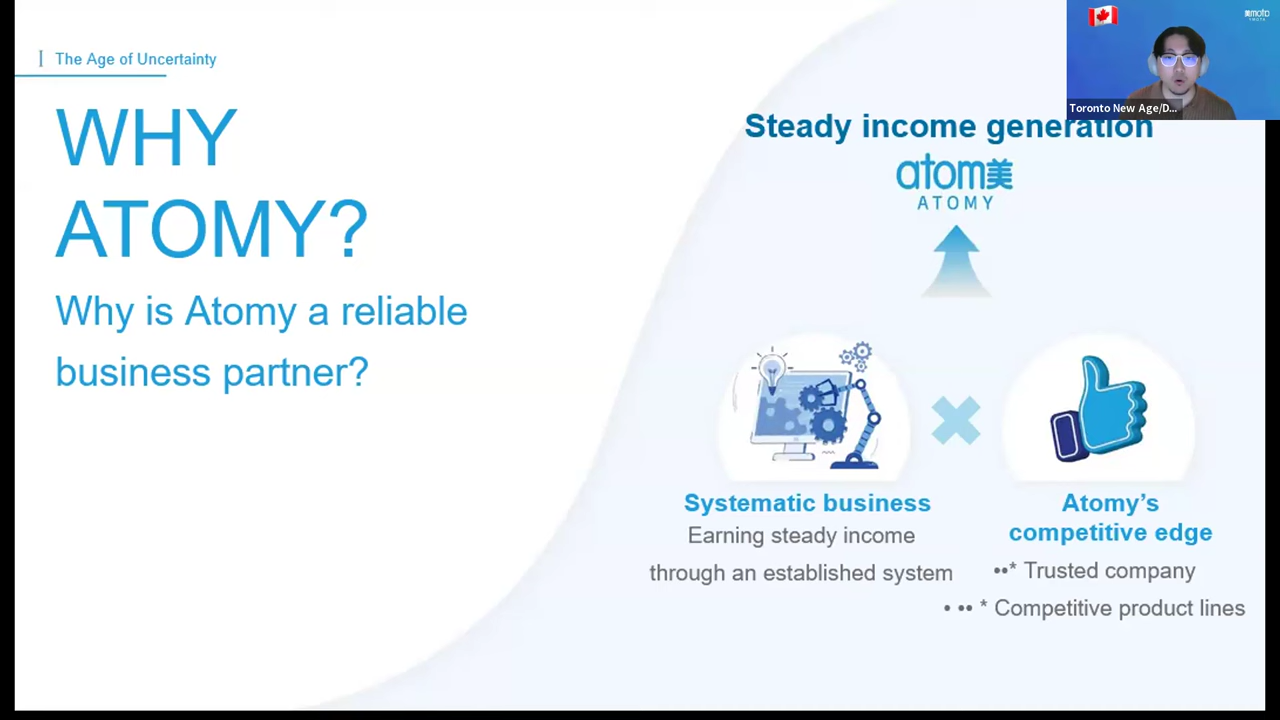 The Age of Uncertainty
WHY
ATOMY?
Why is Atomy a reliable
business partner?
Steady income generation
atom美
ATOMY
Systematic business
Earning steady income
through an established system
Atomy’s
competitive edge
••* Trusted company
• •• * Competitive product lines
Toronto New Age/D...